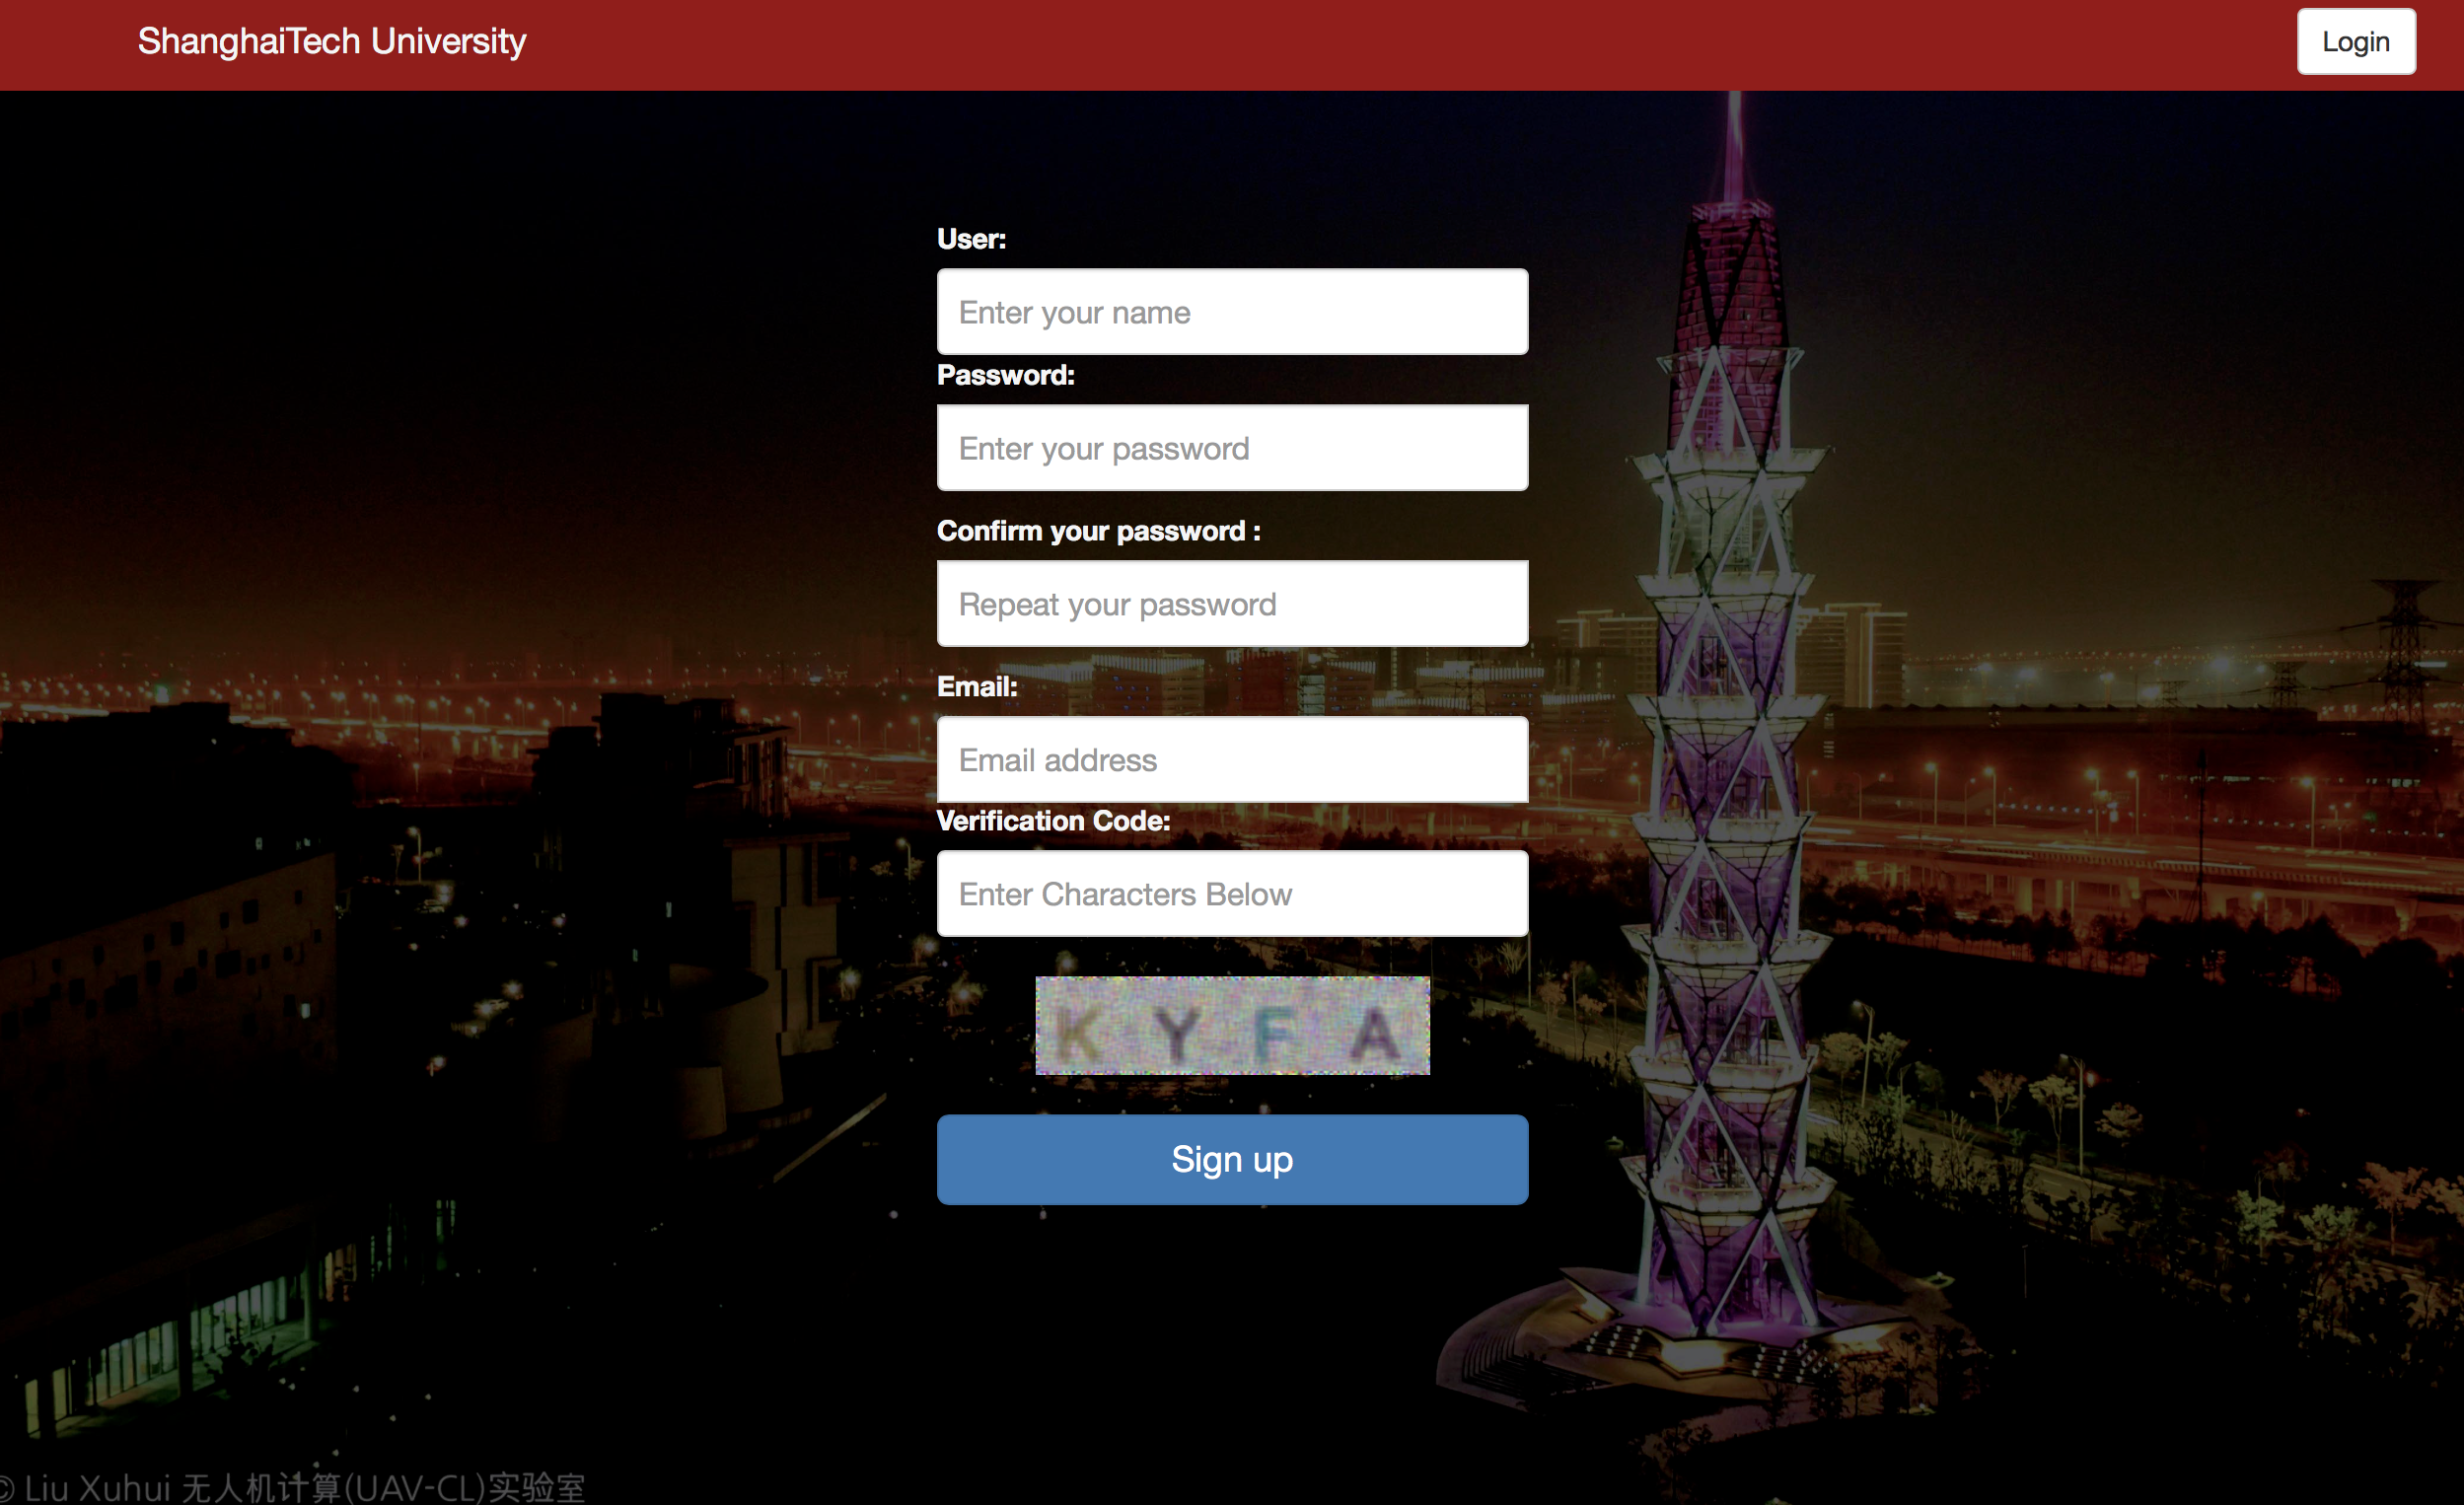 ShanghaiTech University
Login
User:
Enter your name
Password:
Enter your password
Confirm your password :
Repeat your password
Email:
Email address
Verification Code:
Enter Characters Below
K Y F A
Sign up
© Liu Xuhui 无人机计算(UAV-CL)实验室